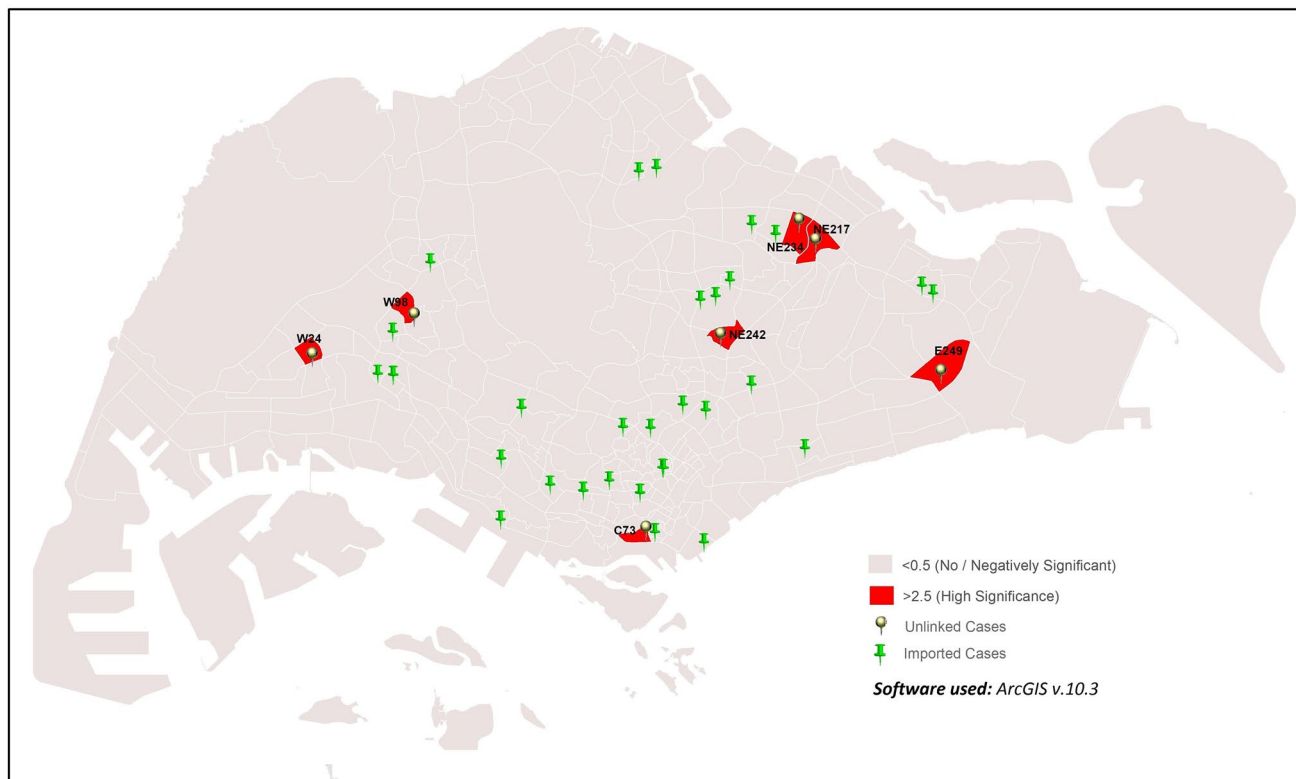 NE217
NE234
W98
NE242
W24
E249
C73
<0.5 (No / Negatively Significant)
>2.5 (High Significance)
Unlinked Cases
Imported Cases
Software used: ArcGIS v.10.3